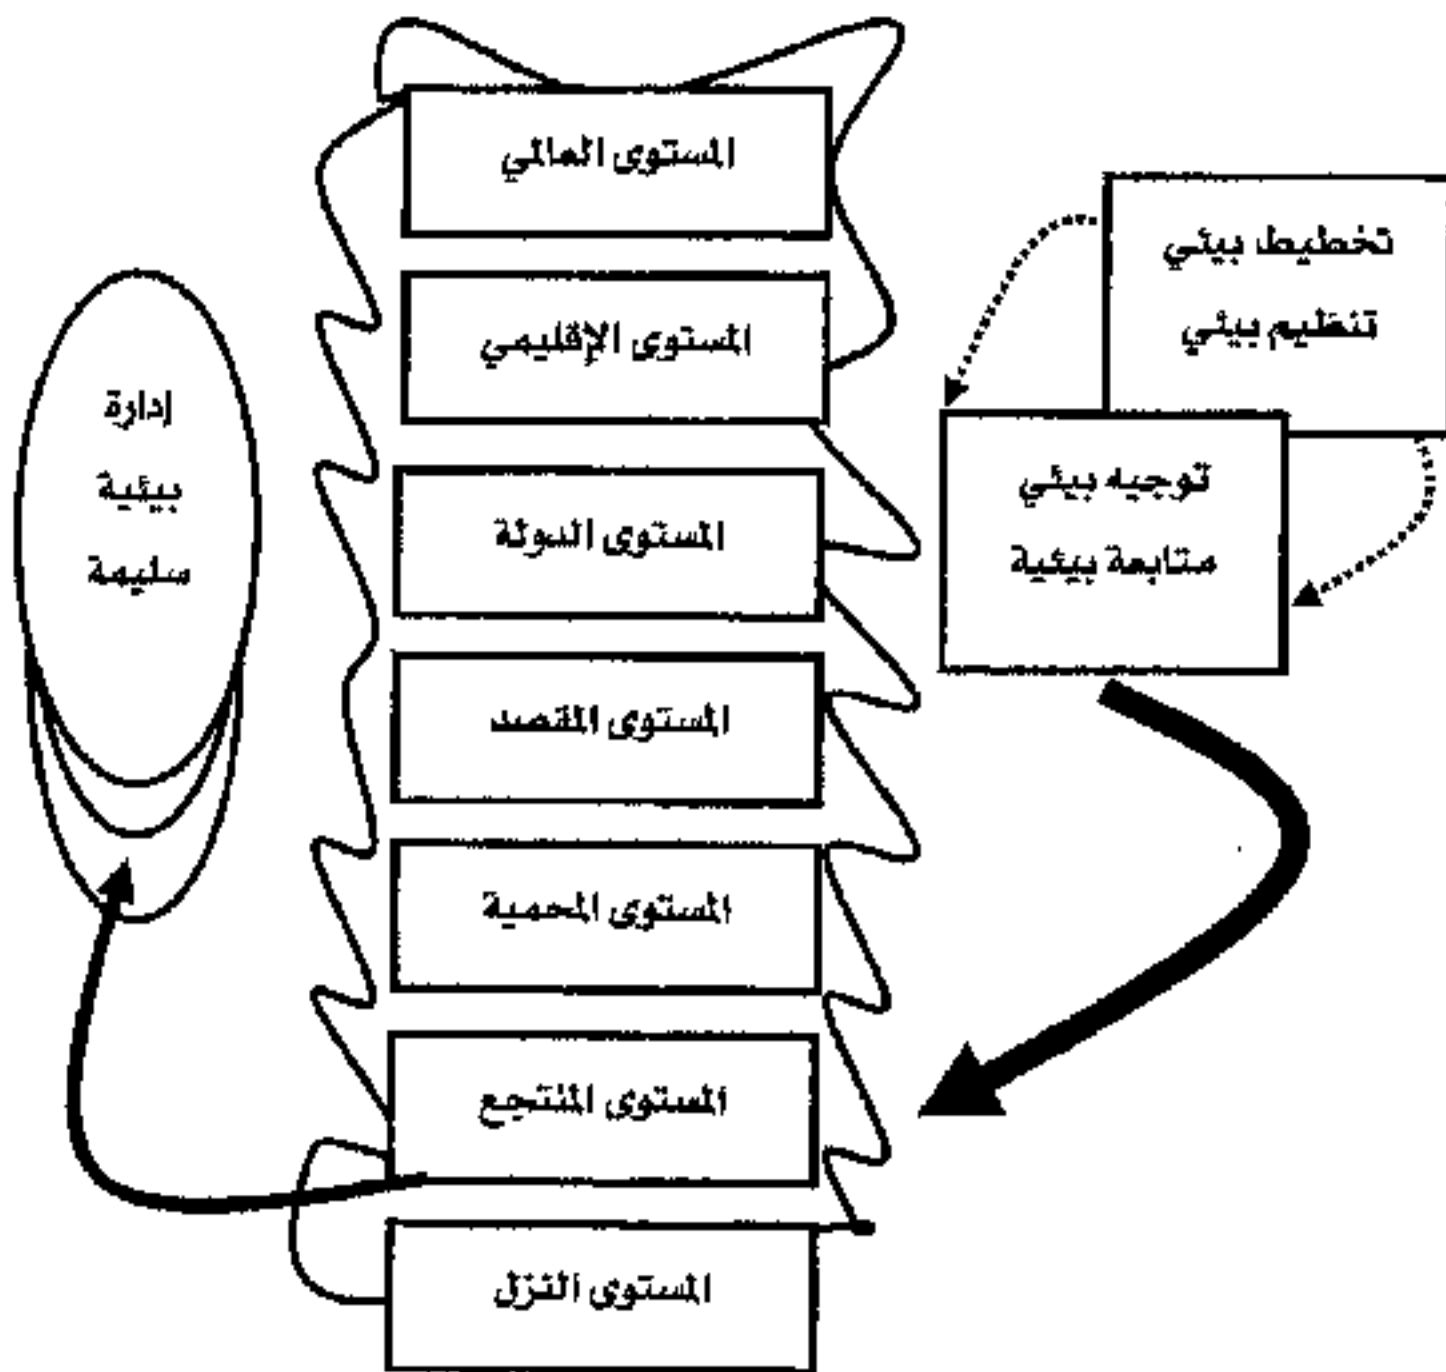 المستوى العالمي
المستوى الإقليمي
المستوى الدولة
المستوى المقصد
المستوى المحمية
المستوى المنتجع
المستوى النزل
تخطيط بيئي
تنظيم بيئي
توجيه بيئي
متابعة بيئية
إدارة
بيئية
سليمة